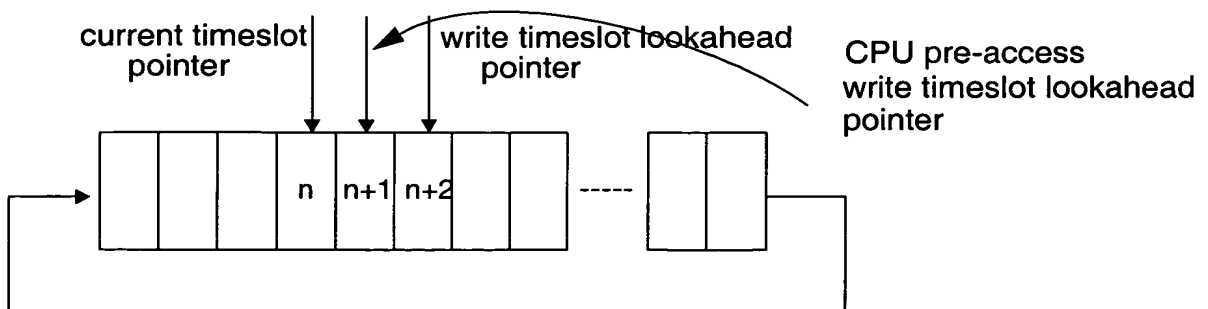 current timeslot
pointer
write timeslot lookahead
pointer
CPU pre-access
write timeslot lookahead
pointer
n
n+1
n+2